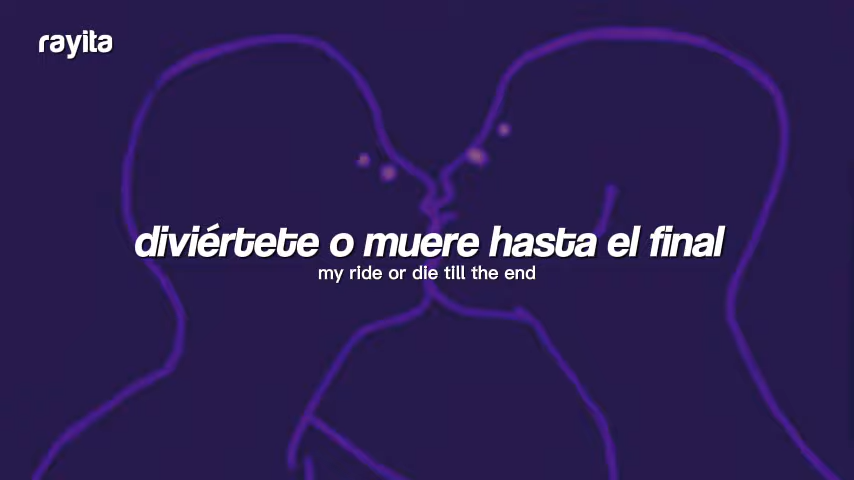 rayita
diviértete o muere hasta el final
my ride or die till the end